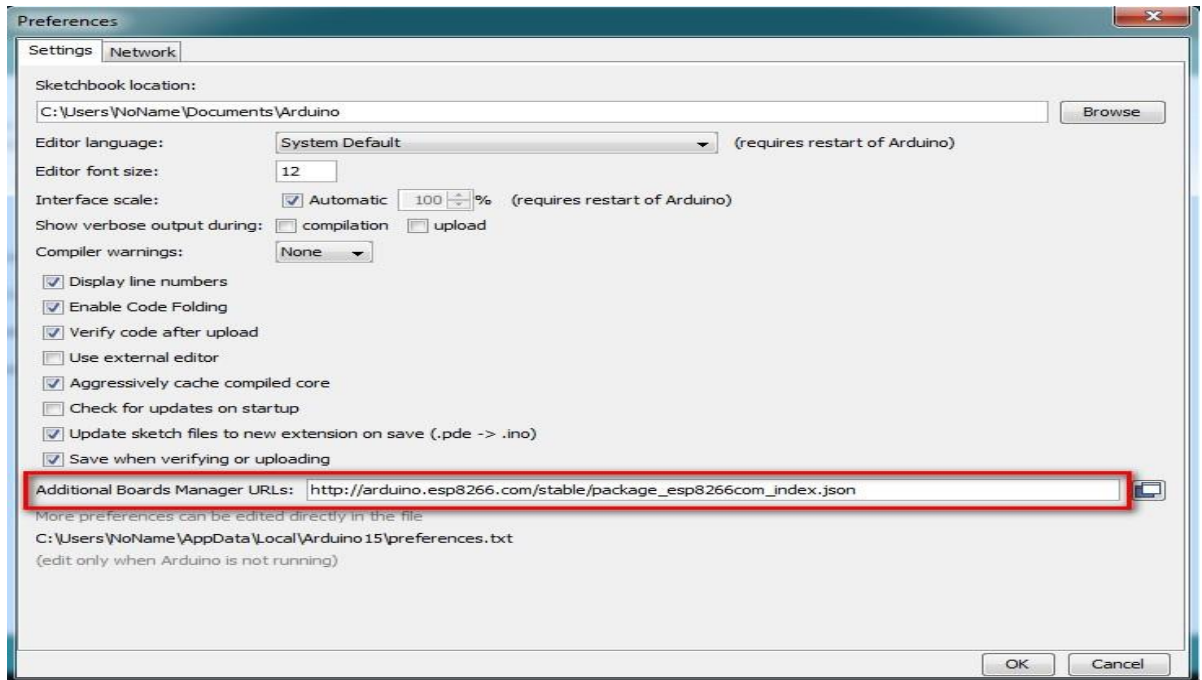 Preferences
Settings Network
Sketchbook location:
C:\Users\NoName\Documents\Arduino Browse
Editor language: System Default (requires restart of Arduino)
Editor font size: 12
Interface scale: Automatic 100 % (requires restart of Arduino)
Show verbose output during: compilation upload
Compiler warnings: None
Display line numbers
Enable Code Folding
Verify code after upload
Use external editor
Aggressively cache compiled core
Check for updates on startup
Update sketch files to new extension on save (.pde -> .ino)
Save when verifying or uploading
Additional Boards Manager URLs: http://arduino.esp8266.com/stable/package_esp8266com_index.json
More preferences can be edited directly in the file
C:\Users\NoName\AppData\Local\Arduino15\preferences.txt
(edit only when Arduino is not running)
OK Cancel